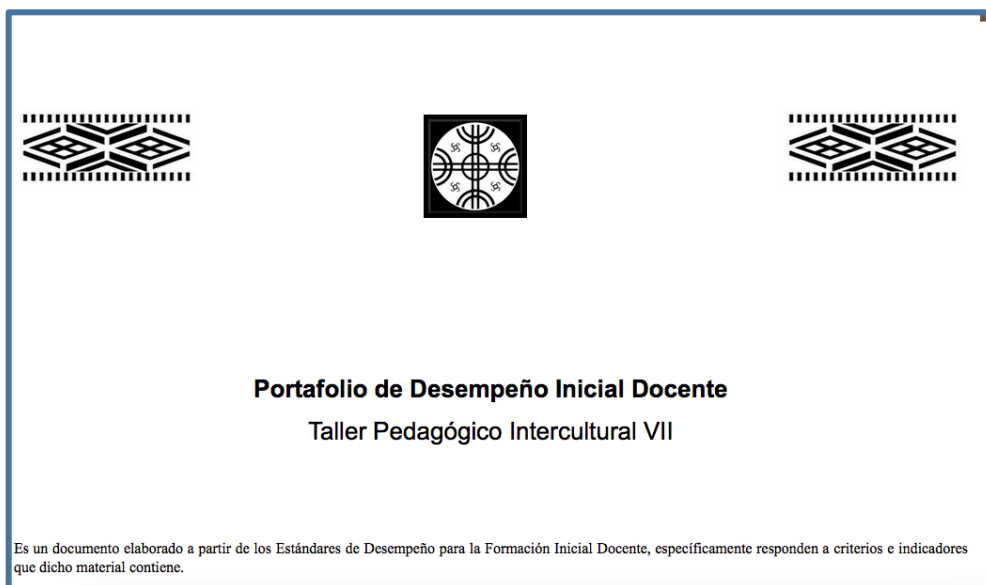 Portafolio de Desempeño Inicial Docente
Taller Pedagógico Intercultural VII
Es un documento elaborado a partir de los Estándares de Desempeño para la Formación Inicial Docente, específicamente responden a criterios e indicadores
que dicho material contiene.